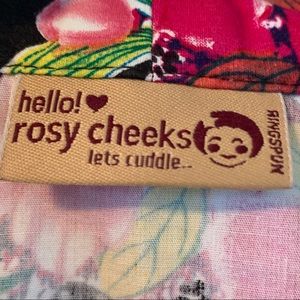 hello!❤
rosy cheeks
lets cuddle..
RINGSPUN